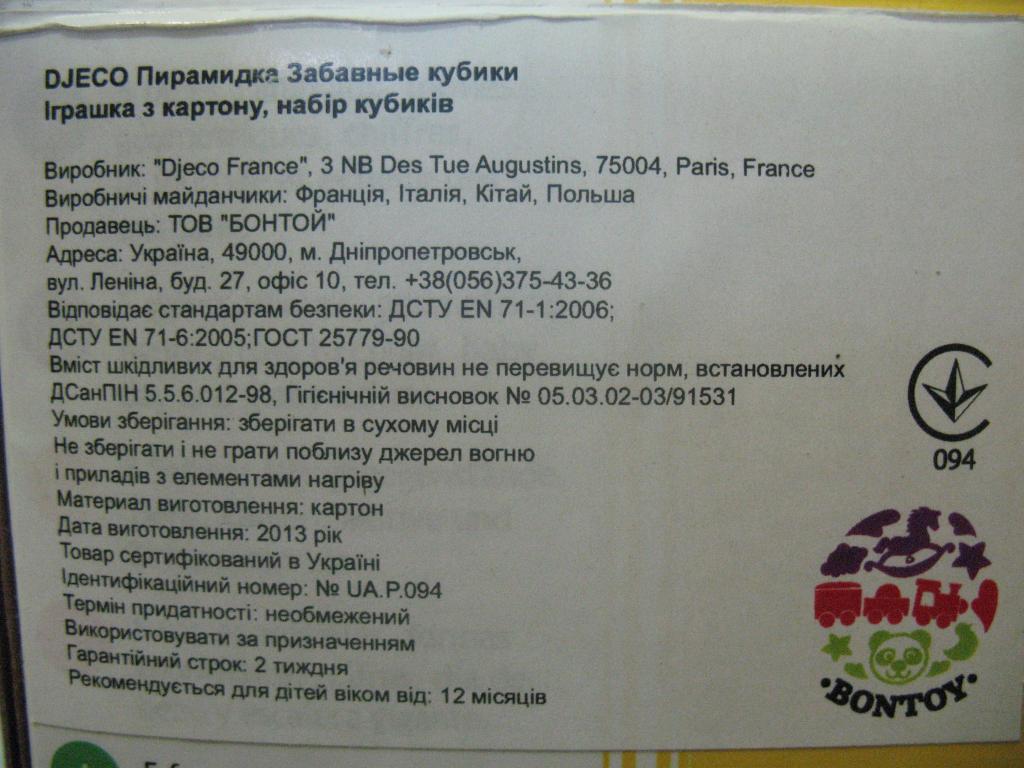 DJECO Пирамидка Забавные кубики
Іграшка з картону, набір кубиків
Виробник: "Djeco France", 3 NB Des Tue Augustins, 75004, Paris, France
Виробничі майданчики: Франція, Італія, Кітай, Польша
Продавець: ТОВ "БОНТОЙ"
Адреса: Україна, 49000, м. Дніпропетровськ,
вул. Леніна, буд. 27, офіс 10, тел. +38(056)375-43-36
Відповідає стандартам безпеки: ДСТУ EN 71-1:2006;
ДСТУ EN 71-6:2005;ГОСТ 25779-90
Вміст шкідливих для здоров'я речовин не перевищує норм, встановлених
ДСанПІН 5.5.6.012-98, Гігієнічній висновок № 05.03.02-03/91531
Умови зберігання: зберігати в сухому місці
Не зберігати і не грати поблизу джерел вогню
і приладів з елементами нагріву
Материал виготовлення: картон
Дата виготовлення: 2013 рік
Товар сертифікований в Україні
Ідентифікаційний номер: № UA.P.094
Термін придатності: необмежений
Використовувати за призначенням
Гарантійний строк: 2 тиждня
Рекомендується для дітей віком від: 12 місяців
094
BONTOY